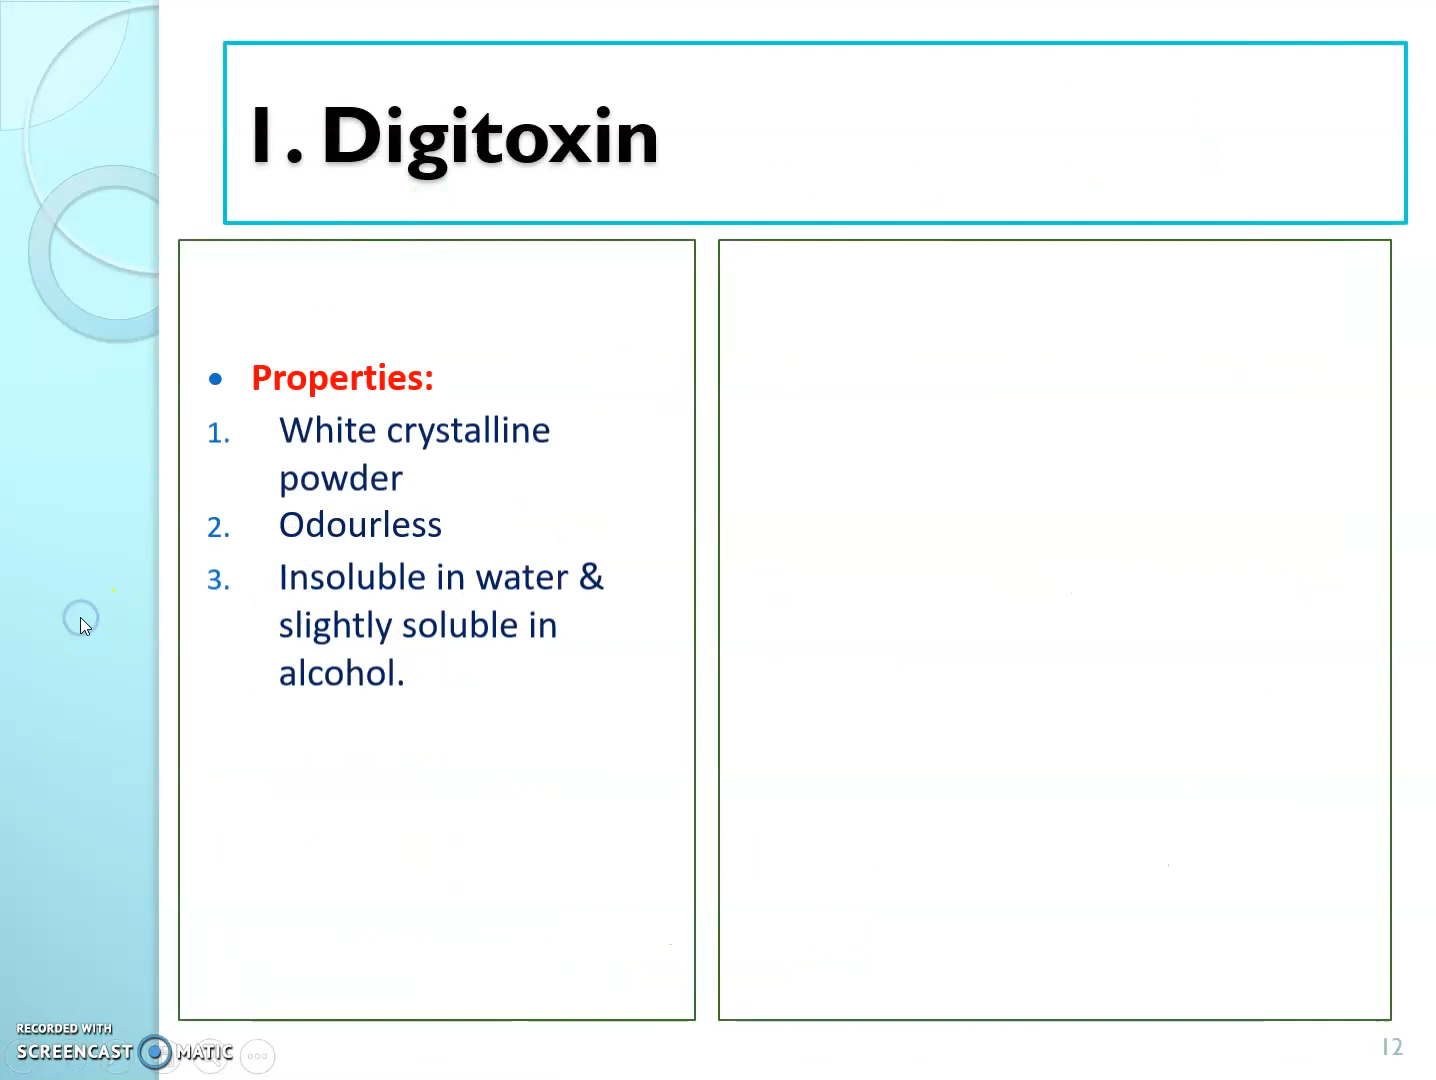 1. Digitoxin
• Properties:
1. White crystalline
powder
2. Odourless
3. Insoluble in water &
slightly soluble in
alcohol.
RECORDED WITH
SCREENCAST MATIC
12